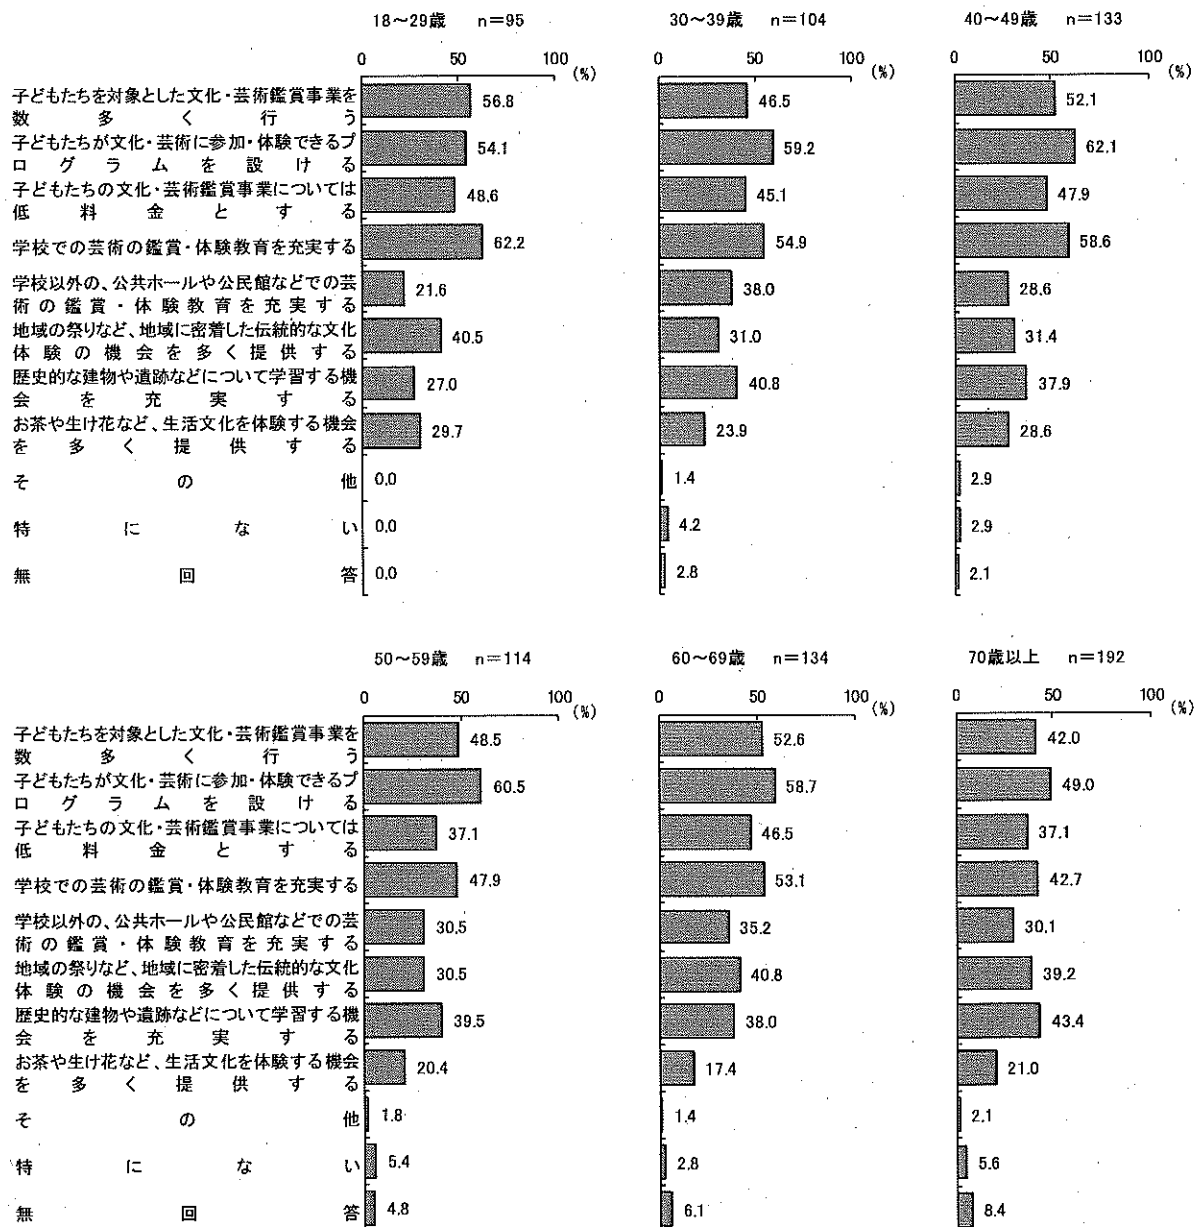 18～29歳 n=95
30～39歳 n=104
40～49歳 n=133
0 50 100 (%)
0 50 100 (%)
0 50 100 (%)
子どもたちを対象とした文化・芸術鑑賞事業を
数多く行う
56.8 46.5 52.1
子どもたちが文化・芸術に参加・体験できるプ
ログラムを設ける
54.1 59.2 62.1
子どもたちの文化・芸術鑑賞事業については
低料金とする
48.6 45.1 47.9
学校での芸術の鑑賞・体験教育を充実する
62.2 54.9 58.6
学校以外の、公共ホールや公民館などでの芸
術の鑑賞・体験教育を充実する
21.6 38.0 28.6
地域の祭りなど、地域に密着した伝統的な文化
体験の機会を多く提供する
40.5 31.0 31.4
歴史的な建物や遺跡などについて学習する機
会を充実する
27.0 40.8 37.9
お茶や生け花など、生活文化を体験する機会
を多く提供する
29.7 23.9 28.6
その他 0.0 1.4 2.9
特にない 0.0 4.2 2.9
無回答 0.0 2.8 2.1
50～59歳 n=114
60～69歳 n=134
70歳以上 n=192
0 50 100 (%)
0 50 100 (%)
0 50 100 (%)
子どもたちを対象とした文化・芸術鑑賞事業を
数多く行う
48.5 52.6 42.0
子どもたちが文化・芸術に参加・体験できるプ
ログラムを設ける
60.5 58.7 49.0
子どもたちの文化・芸術鑑賞事業については
低料金とする
37.1 46.5 37.1
学校での芸術の鑑賞・体験教育を充実する
47.9 53.1 42.7
学校以外の、公共ホールや公民館などでの芸
術の鑑賞・体験教育を充実する
30.5 35.2 30.1
地域の祭りなど、地域に密着した伝統的な文化
体験の機会を多く提供する
30.5 40.8 39.2
歴史的な建物や遺跡などについて学習する機
会を充実する
39.5 38.0 43.4
お茶や生け花など、生活文化を体験する機会
を多く提供する
20.4 17.4 21.0
その他 1.8 1.4 2.1
特にない 5.4 2.8 5.6
無回答 4.8 6.1 8.4